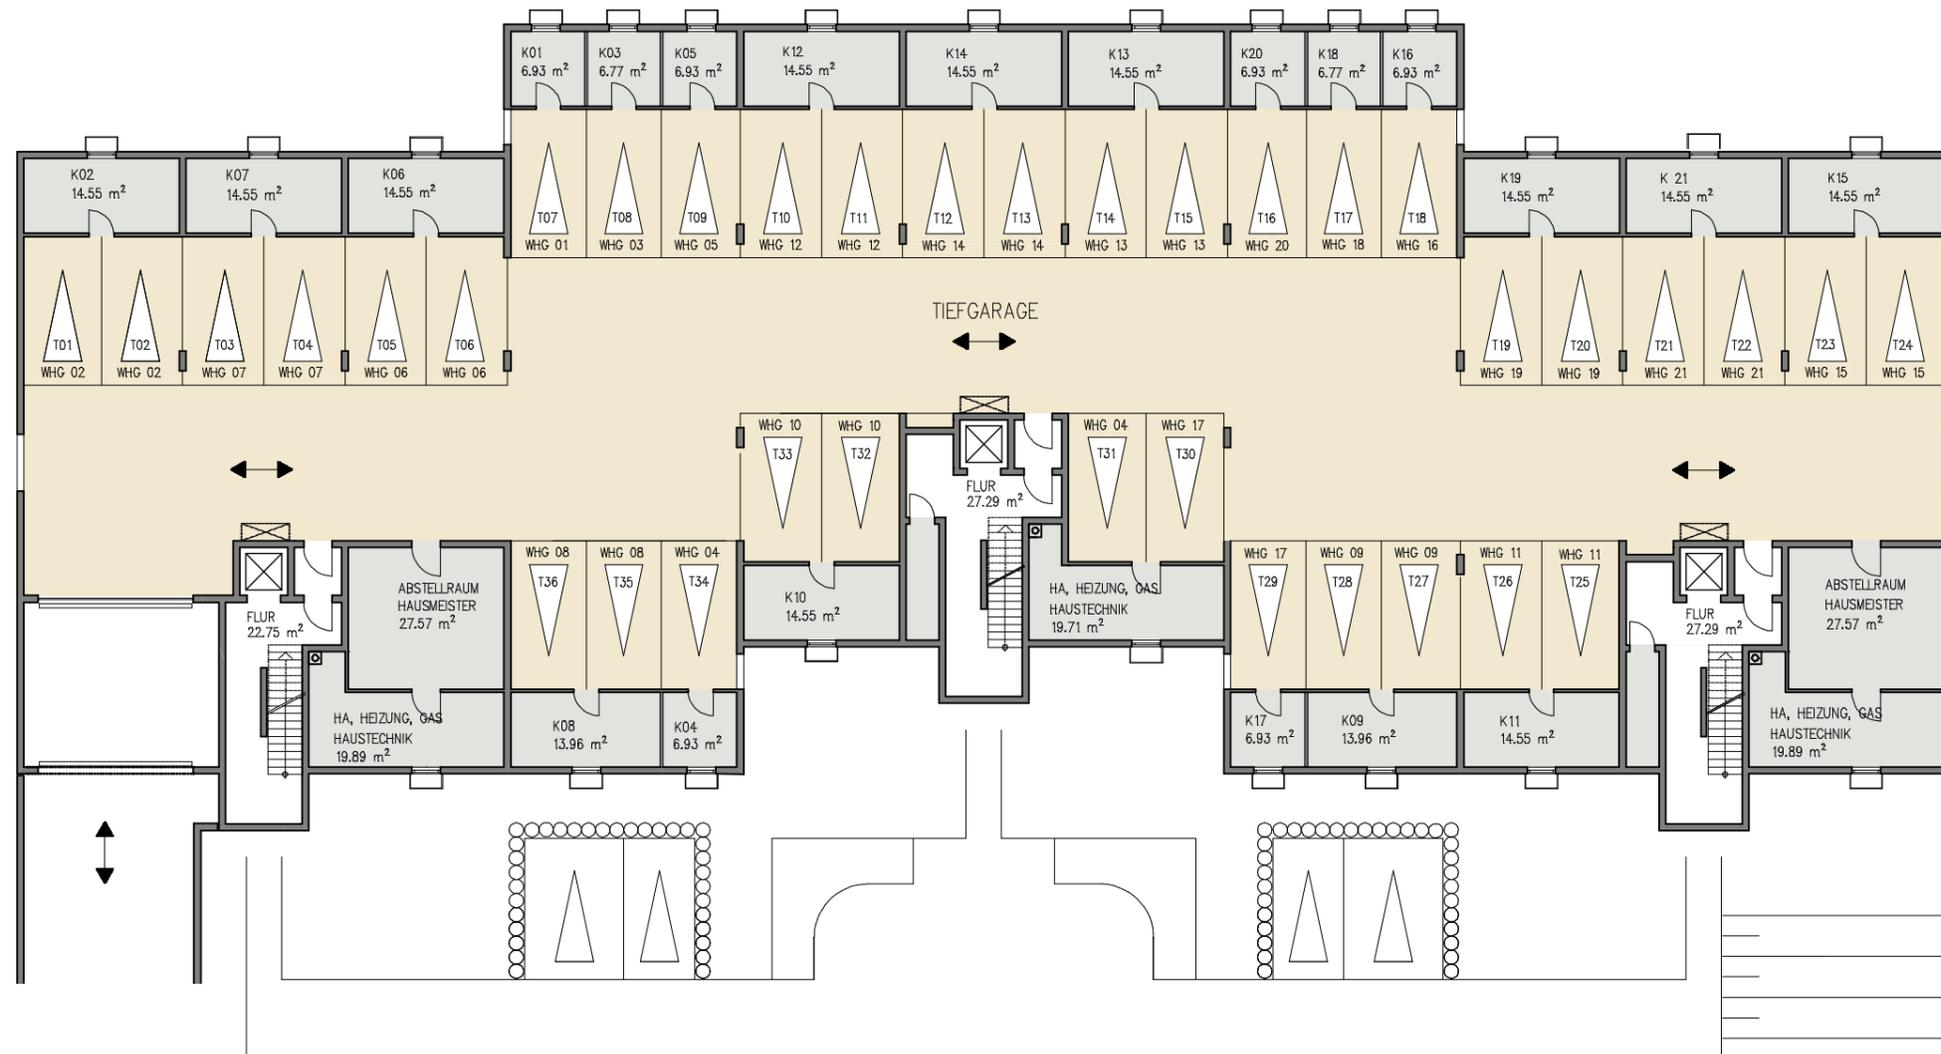 K01
6.93 m²
K03
6.77 m²
K05
6.93 m²
K12
14.55 m²
K14
14.55 m²
K13
14.55 m²
K20
6.93 m²
K18
6.77 m²
K16
6.93 m²
K02
14.55 m²
K07
14.55 m²
K06
14.55 m²
K19
14.55 m²
K 21
14.55 m²
K15
14.55 m²
T07
WHG 01
T08
WHG 03
T09
WHG 05
T10
WHG 12
T11
WHG 12
T12
WHG 14
T13
WHG 14
T14
WHG 13
T15
WHG 13
T16
WHG 20
T17
WHG 18
T18
WHG 16
TIEFGARAGE
T01
WHG 02
T02
WHG 02
T03
WHG 07
T04
WHG 07
T05
WHG 06
T06
WHG 06
T19
WHG 19
T20
WHG 19
T21
WHG 21
T22
WHG 21
T23
WHG 15
T24
WHG 15
WHG 10
T33
WHG 10
T32
WHG 04
T31
WHG 17
T30
FLUR
27.29 m²
WHG 08
T36
WHG 08
T35
WHG 04
T34
WHG 17
T29
WHG 09
T28
WHG 09
T27
WHG 11
T26
WHG 11
T25
ABSTELLRAUM
HAUSMEISTER
27.57 m²
K10
14.55 m²
HA, HEIZUNG, GAS
HAUSTECHNIK
19.71 m²
ABSTELLRAUM
HAUSMEISTER
27.57 m²
FLUR
22.75 m²
FLUR
27.29 m²
HA, HEIZUNG, GAS
HAUSTECHNIK
19.89 m²
K08
13.96 m²
K04
6.93 m²
K17
6.93 m²
K09
13.96 m²
K11
14.55 m²
HA, HEIZUNG, GAS
HAUSTECHNIK
19.89 m²